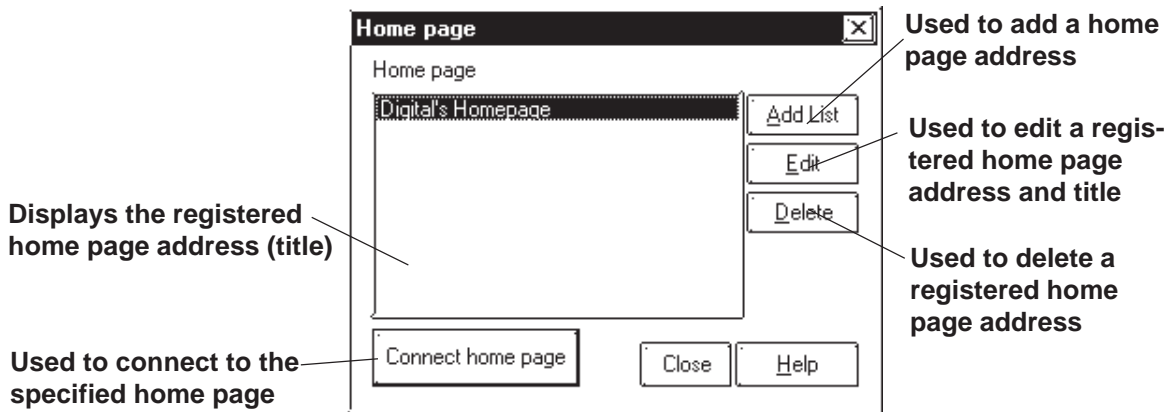 Home page
Used to add a home
page address
Home page
Digital's Homepage
Add List
Used to edit a regis-
tered home page
address and title
Edit
Delete
Displays the registered
home page address (title)
Used to delete a
registered home
page address
Connect home page
Close
Help
Used to connect to the
specified home page